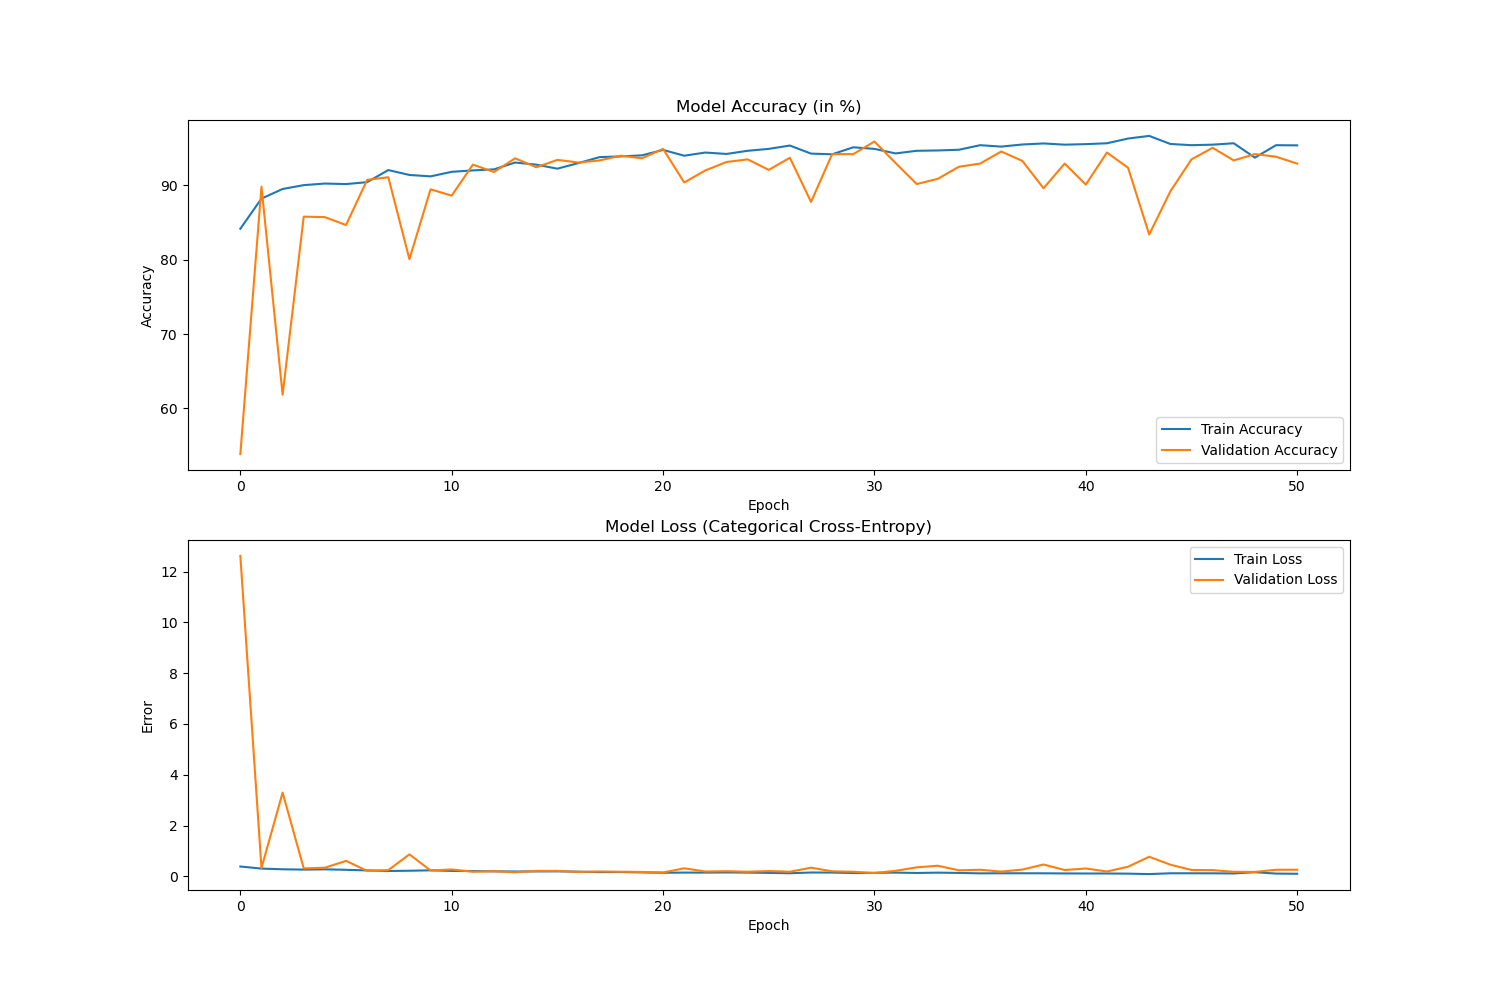 Model Accuracy (in %)
Accuracy
90
80
70
60
Train Accuracy
Validation Accuracy
0 10 20 30 40 50
Epoch
Model Loss (Categorical Cross-Entropy)
Error
12
10
8
6
4
2
0
Train Loss
Validation Loss
0 10 20 30 40 50
Epoch